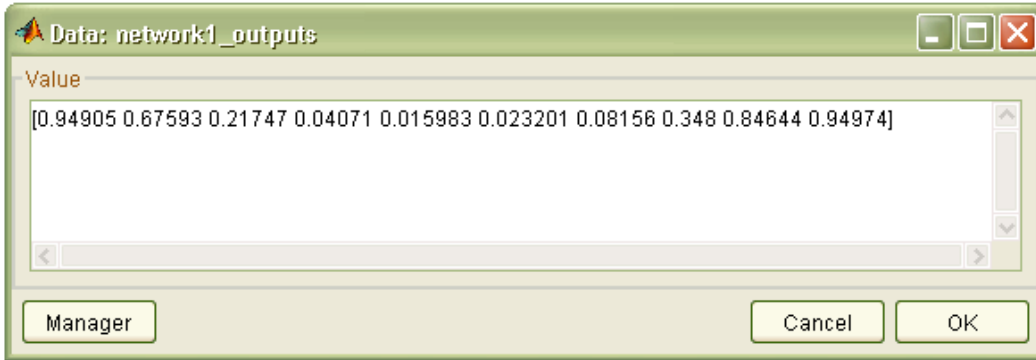 Data: network1_outputs
Value
[0.94905 0.67593 0.21747 0.04071 0.015983 0.023201 0.08156 0.348 0.84644 0.94974]
Manager
Cancel
OK